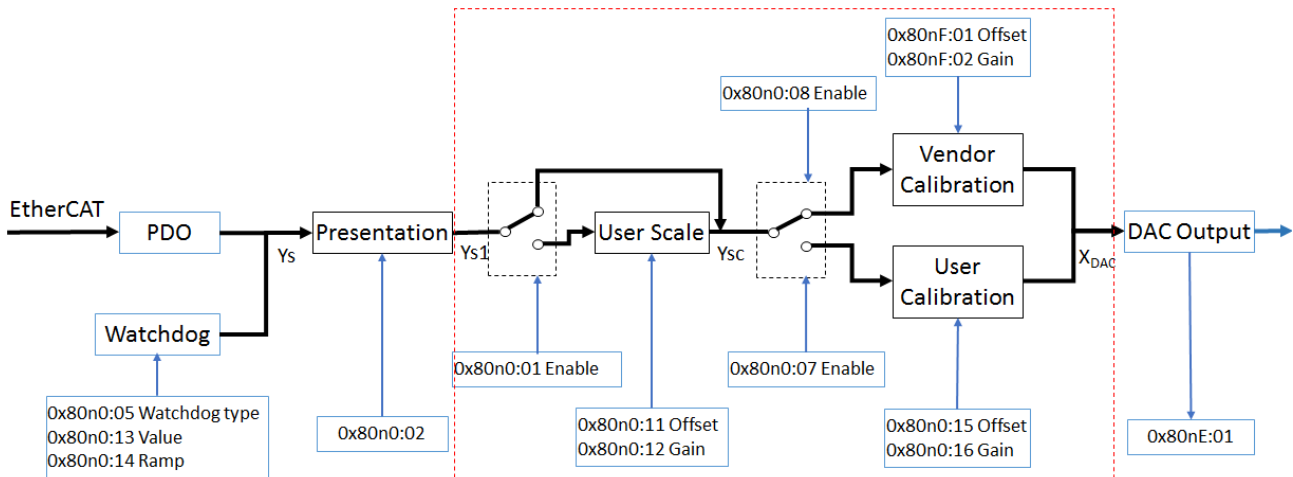 0x80nF:01 Offset
0x80nF:02 Gain
0x80n0:08 Enable
Vendor
Calibration
EtherCAT
PDO
Ys
Presentation
Ys1
User Scale
Ysc
User
Calibration
XDAC
DAC Output
Watchdog
0x80n0:01 Enable
0x80n0:07 Enable
0x80n0:05 Watchdog type
0x80n0:13 Value
0x80n0:14 Ramp
0x80n0:02
0x80n0:11 Offset
0x80n0:12 Gain
0x80n0:15 Offset
0x80n0:16 Gain
0x80nE:01